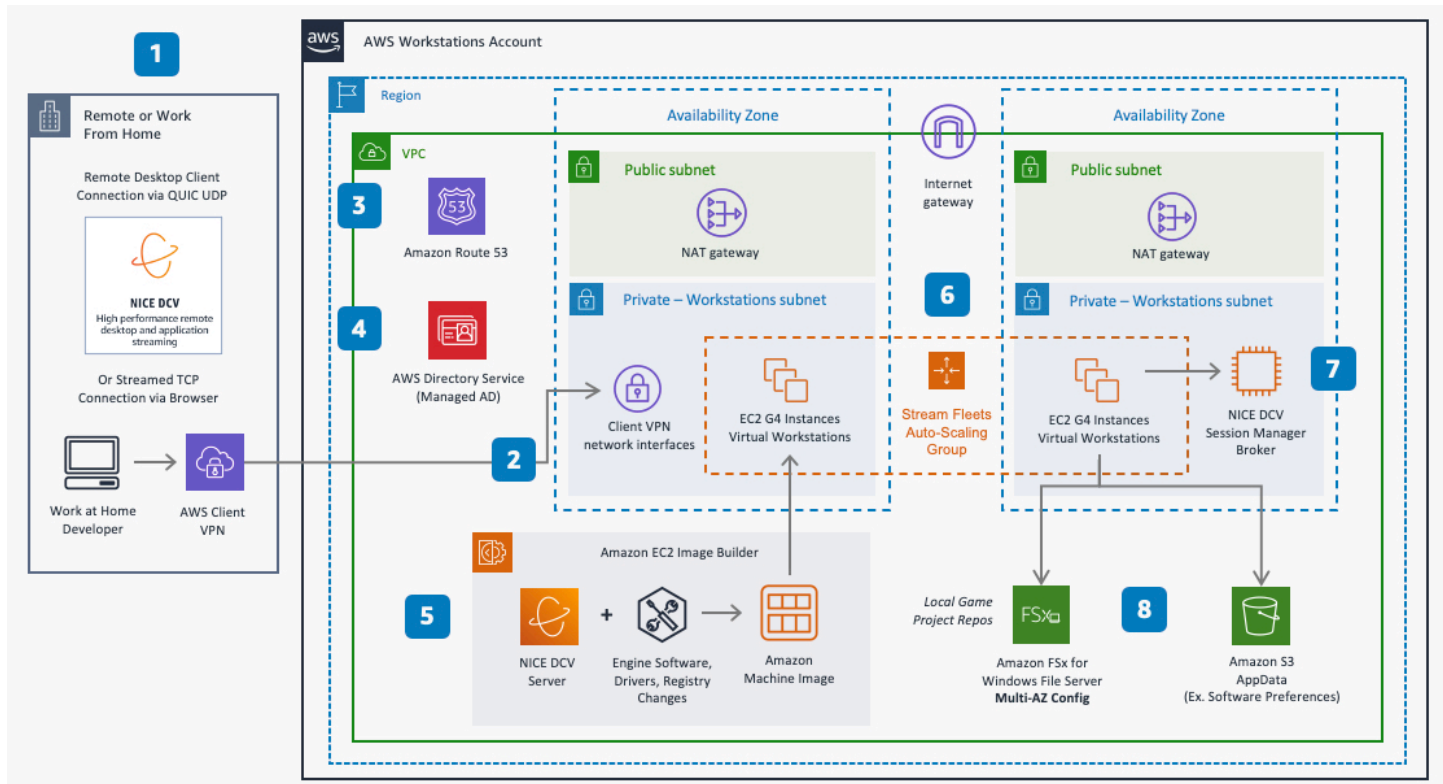 1
Remote or Work
From Home
Remote Desktop Client
Connection via QUIC UDP
NICE DCV
High performance remote
desktop and application
streaming
Or Streamed TCP
Connection via Browser
Work at Home
Developer
AWS Client
VPN
aws
AWS Workstations Account
Region
VPC
3
53
Amazon Route 53
4
AWS Directory Service
(Managed AD)
2
Availability Zone
Public subnet
NAT gateway
Private – Workstations subnet
Client VPN
network interfaces
EC2 G4 Instances
Virtual Workstations
Internet
gateway
6
Stream Fleets
Auto-Scaling
Group
Availability Zone
Public subnet
NAT gateway
Private – Workstations subnet
EC2 G4 Instances
Virtual Workstations
7
NICE DCV
Session Manager
Broker
5
Amazon EC2 Image Builder
NICE DCV
Server
+
Engine Software,
Drivers, Registry
Changes
Amazon
Machine Image
Local Game
Project Repos
FSx
8
Amazon FSx for
Windows File Server
Multi-AZ Config
Amazon S3
AppData
(Ex. Software Preferences)